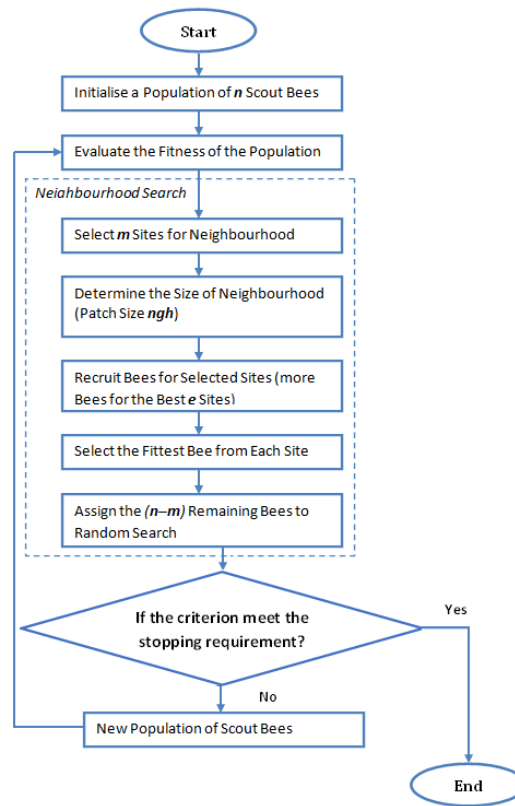 Start
Initialise a Population of n Scout Bees
Evaluate the Fitness of the Population
Neiahbourhood Search
Select m Sites for Neighbourhood
Determine the Size of Neighbourhood
(Patch Size ngh)
Recruit Bees for Selected Sites (more
Bees for the Best e Sites)
Select the Fittest Bee from Each Site
Assign the (n–m) Remaining Bees to
Random Search
If the criterion meet the
stopping requirement?
Yes
No
New Population of Scout Bees
End